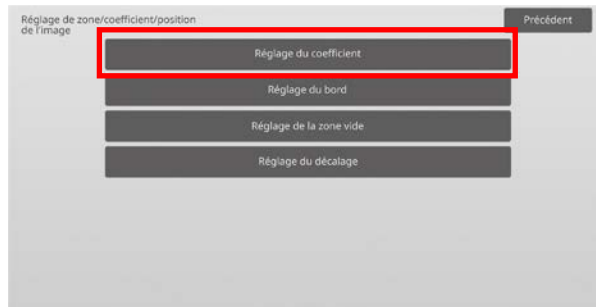 Réglage de zone/coefficient/position
de l'image
Précédent
Réglage du coefficient
Réglage du bord
Réglage de la zone vide
Réglage du décalage